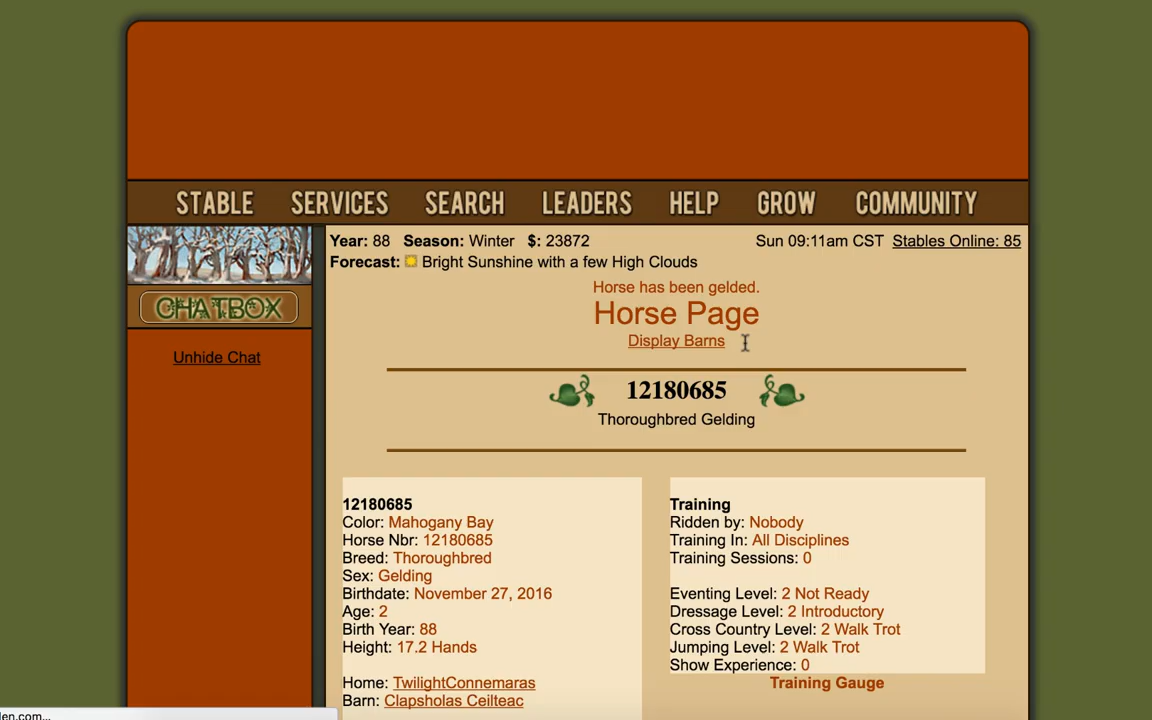 STABLE SERVICES SEARCH LEADERS HELP GROW COMMUNITY
Year: 88 Season: Winter $: 23872 Sun 09:11am CST Stables Online: 85
Forecast: Bright Sunshine with a few High Clouds
CHATBOX
Unhide Chat
Horse has been gelded.
Horse Page
Display Barns
12180685
Thoroughbred Gelding
12180685
Color: Mahogany Bay
Horse Nbr: 12180685
Breed: Thoroughbred
Sex: Gelding
Birthdate: November 27, 2016
Age: 2
Birth Year: 88
Height: 17.2 Hands
Home: TwilightConnemaras
Barn: Clapsholas Ceilteac
Training
Ridden by: Nobody
Training In: All Disciplines
Training Sessions: 0
Eventing Level: 2 Not Ready
Dressage Level: 2 Introductory
Cross Country Level: 2 Walk Trot
Jumping Level: 2 Walk Trot
Show Experience: 0
Training Gauge